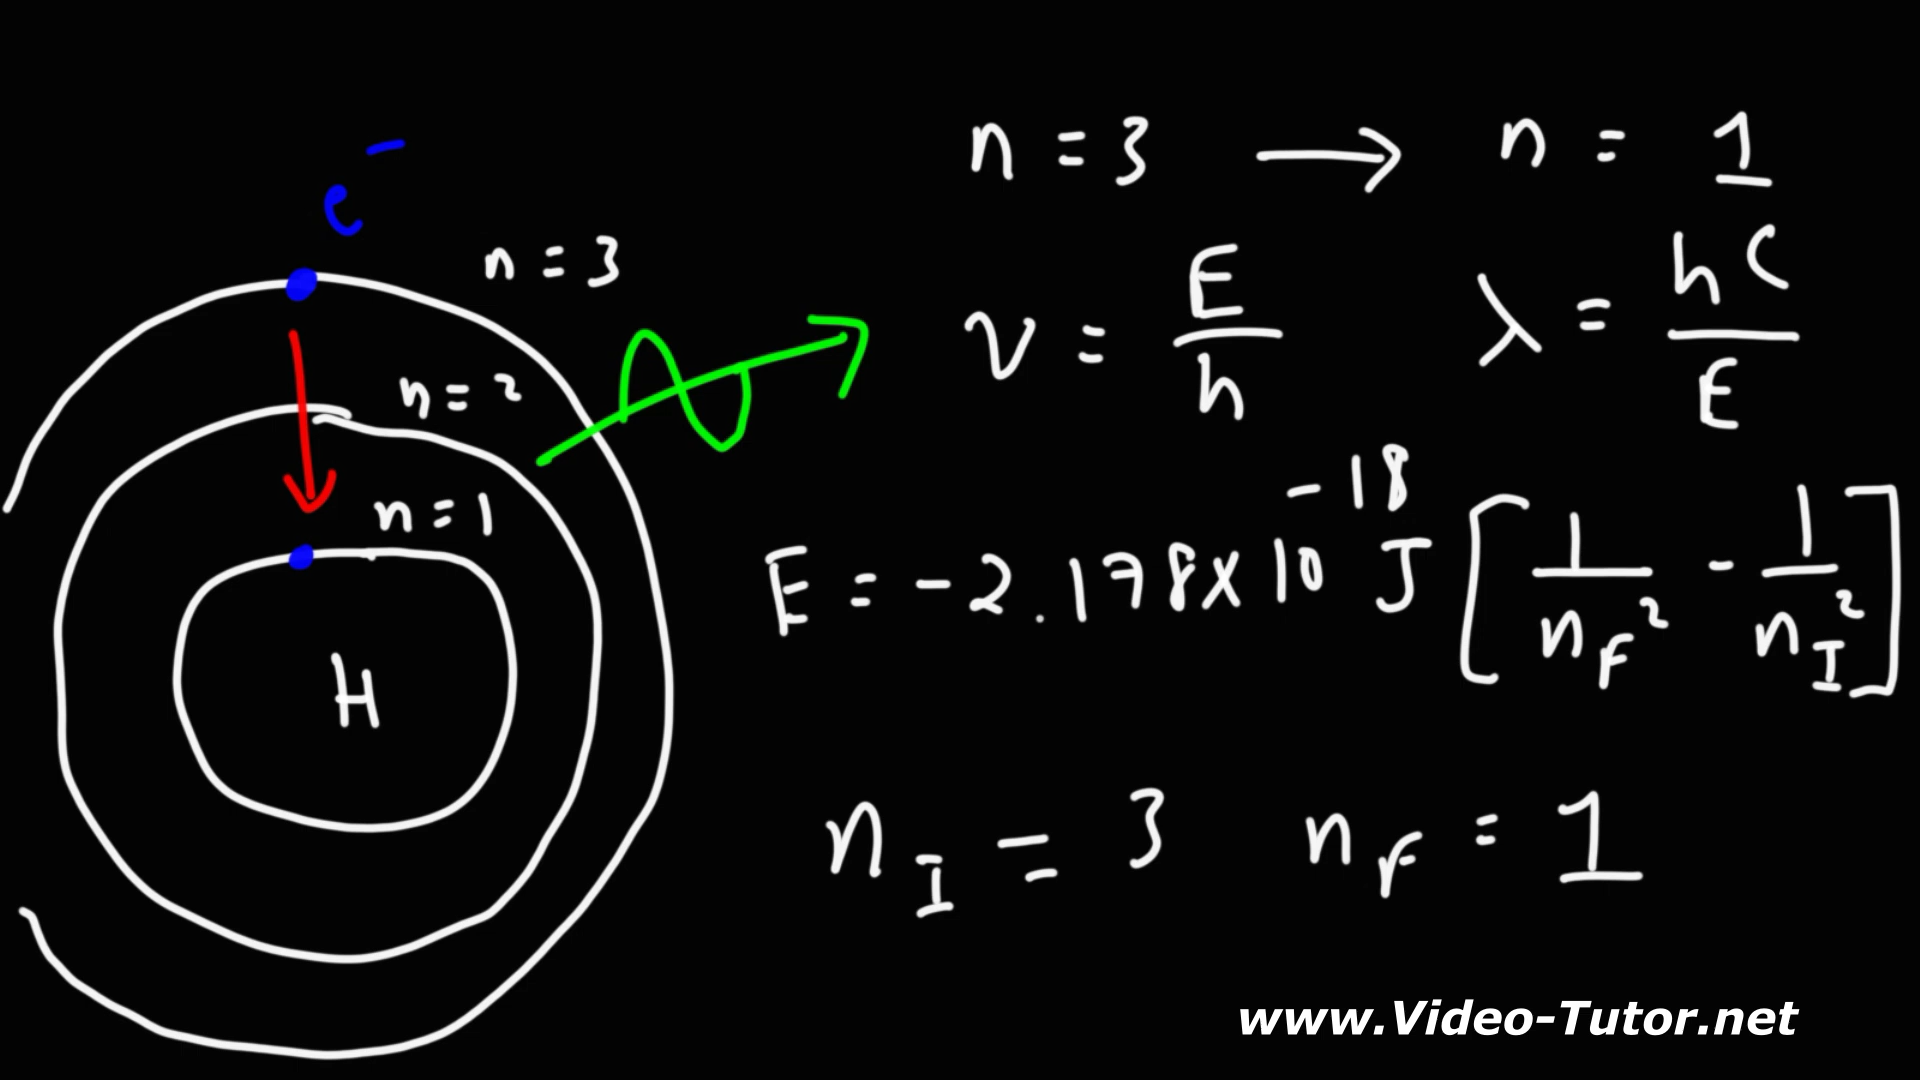 e⁻
n = 3
n = 2
n = 1
H
n = 3 → n = 1
ν = E/h λ = hC/E
E = -2.178 x 10⁻¹⁸ J [1/n_F² - 1/n_I²]
n_I = 3 n_F = 1
www.Video-Tutor.net